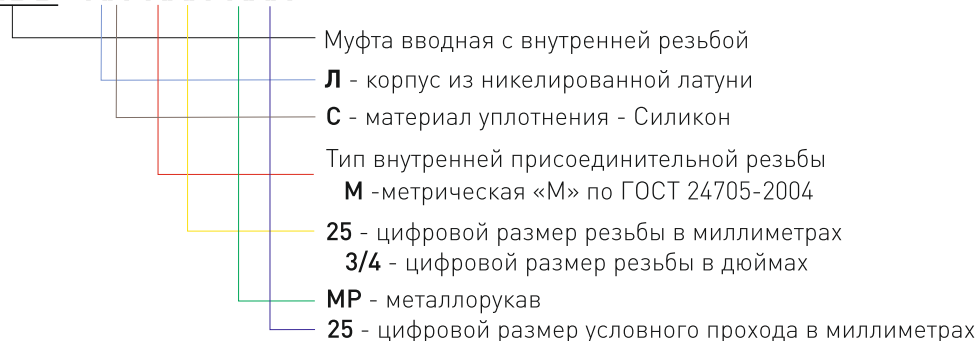 Муфта вводная с внутренней резьбой
Л - корпус из никелированной латуни
С - материал уплотнения - Силикон
Тип внутренней присоединительной резьбы
М -метрическая «М» по ГОСТ 24705-2004
25 - цифровой размер резьбы в миллиметрах
3/4 - цифровой размер резьбы в дюймах
МР - металлорукав
25 - цифровой размер условного прохода в миллиметрах